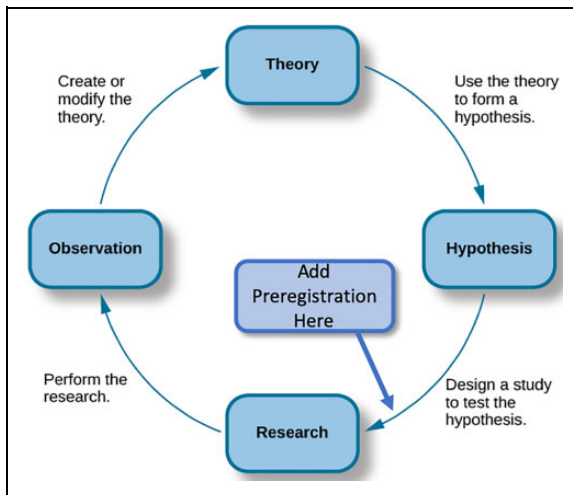 Theory
Create or
modify the
theory.
Use the theory
to form a
hypothesis.
Observation
Hypothesis
Add
Preregistration
Here
Perform the
research.
Design a study
to test the
hypothesis.
Research